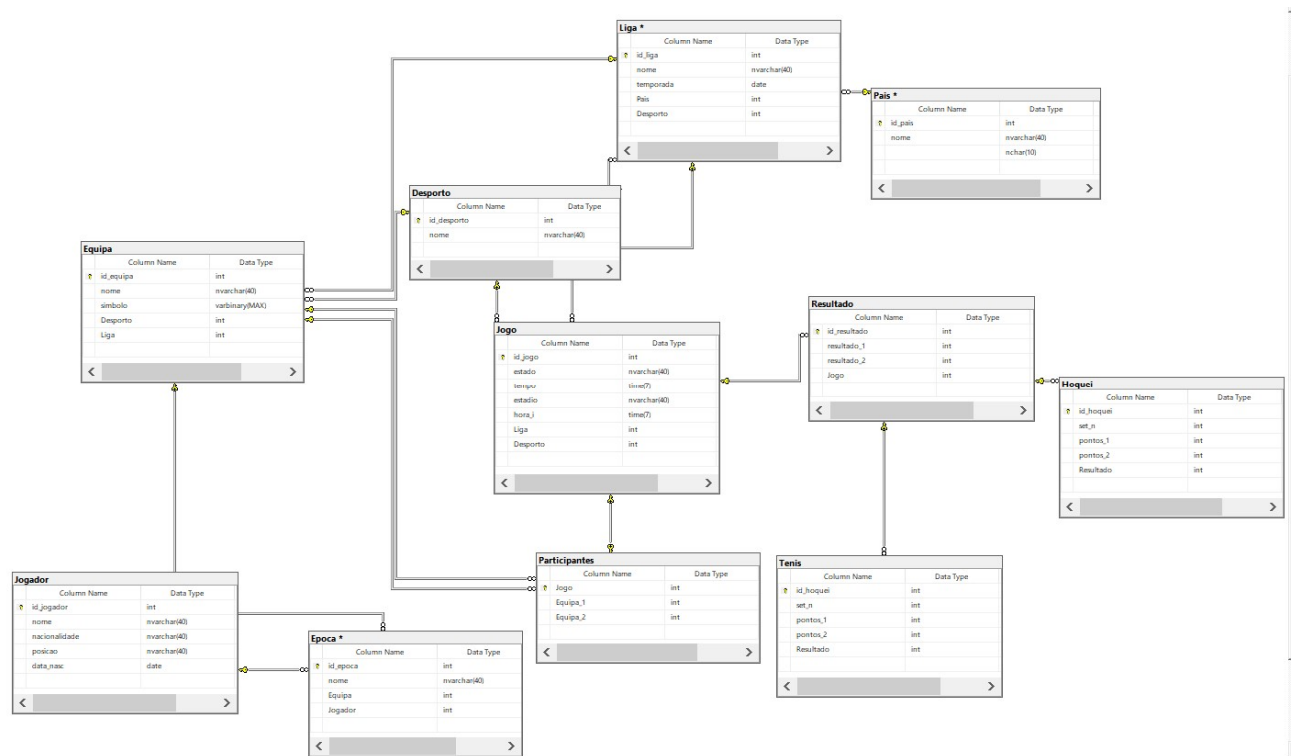 Liga *
Column Name Data Type
id_liga int
nome nvarchar(40)
temporada date
Pais int
Desporto int
Pais *
Column Name Data Type
id_pais int
nome nvarchar(40)
nchar(10)
Desporto
Column Name Data Type
id_desporto int
nome nvarchar(40)
Equipa
Column Name Data Type
id_equipa int
nome nvarchar(40)
simbolo varbinary(MAX)
Desporto int
Liga int
Jogo
Column Name Data Type
id_jogo int
estado nvarchar(40)
tempo time(7)
estadio nvarchar(40)
hora_i time(7)
Liga int
Desporto int
Resultado
Column Name Data Type
id_resultado int
resultado_1 int
resultado_2 int
Jogo int
Hoquei
Column Name Data Type
id_hoquei int
set_n int
pontos_1 int
pontos_2 int
Resultado int
Participantes
Column Name Data Type
Jogo int
Equipa_1 int
Equipa_2 int
Tenis
Column Name Data Type
id_hoquei int
set_n int
pontos_1 int
pontos_2 int
Resultado int
Jogador
Column Name Data Type
id_jogador int
nome nvarchar(40)
nacionalidade nvarchar(40)
posicao nvarchar(40)
data_nasc date
Epoca *
Column Name Data Type
id_epoca int
nome nvarchar(40)
Equipa int
Jogador int